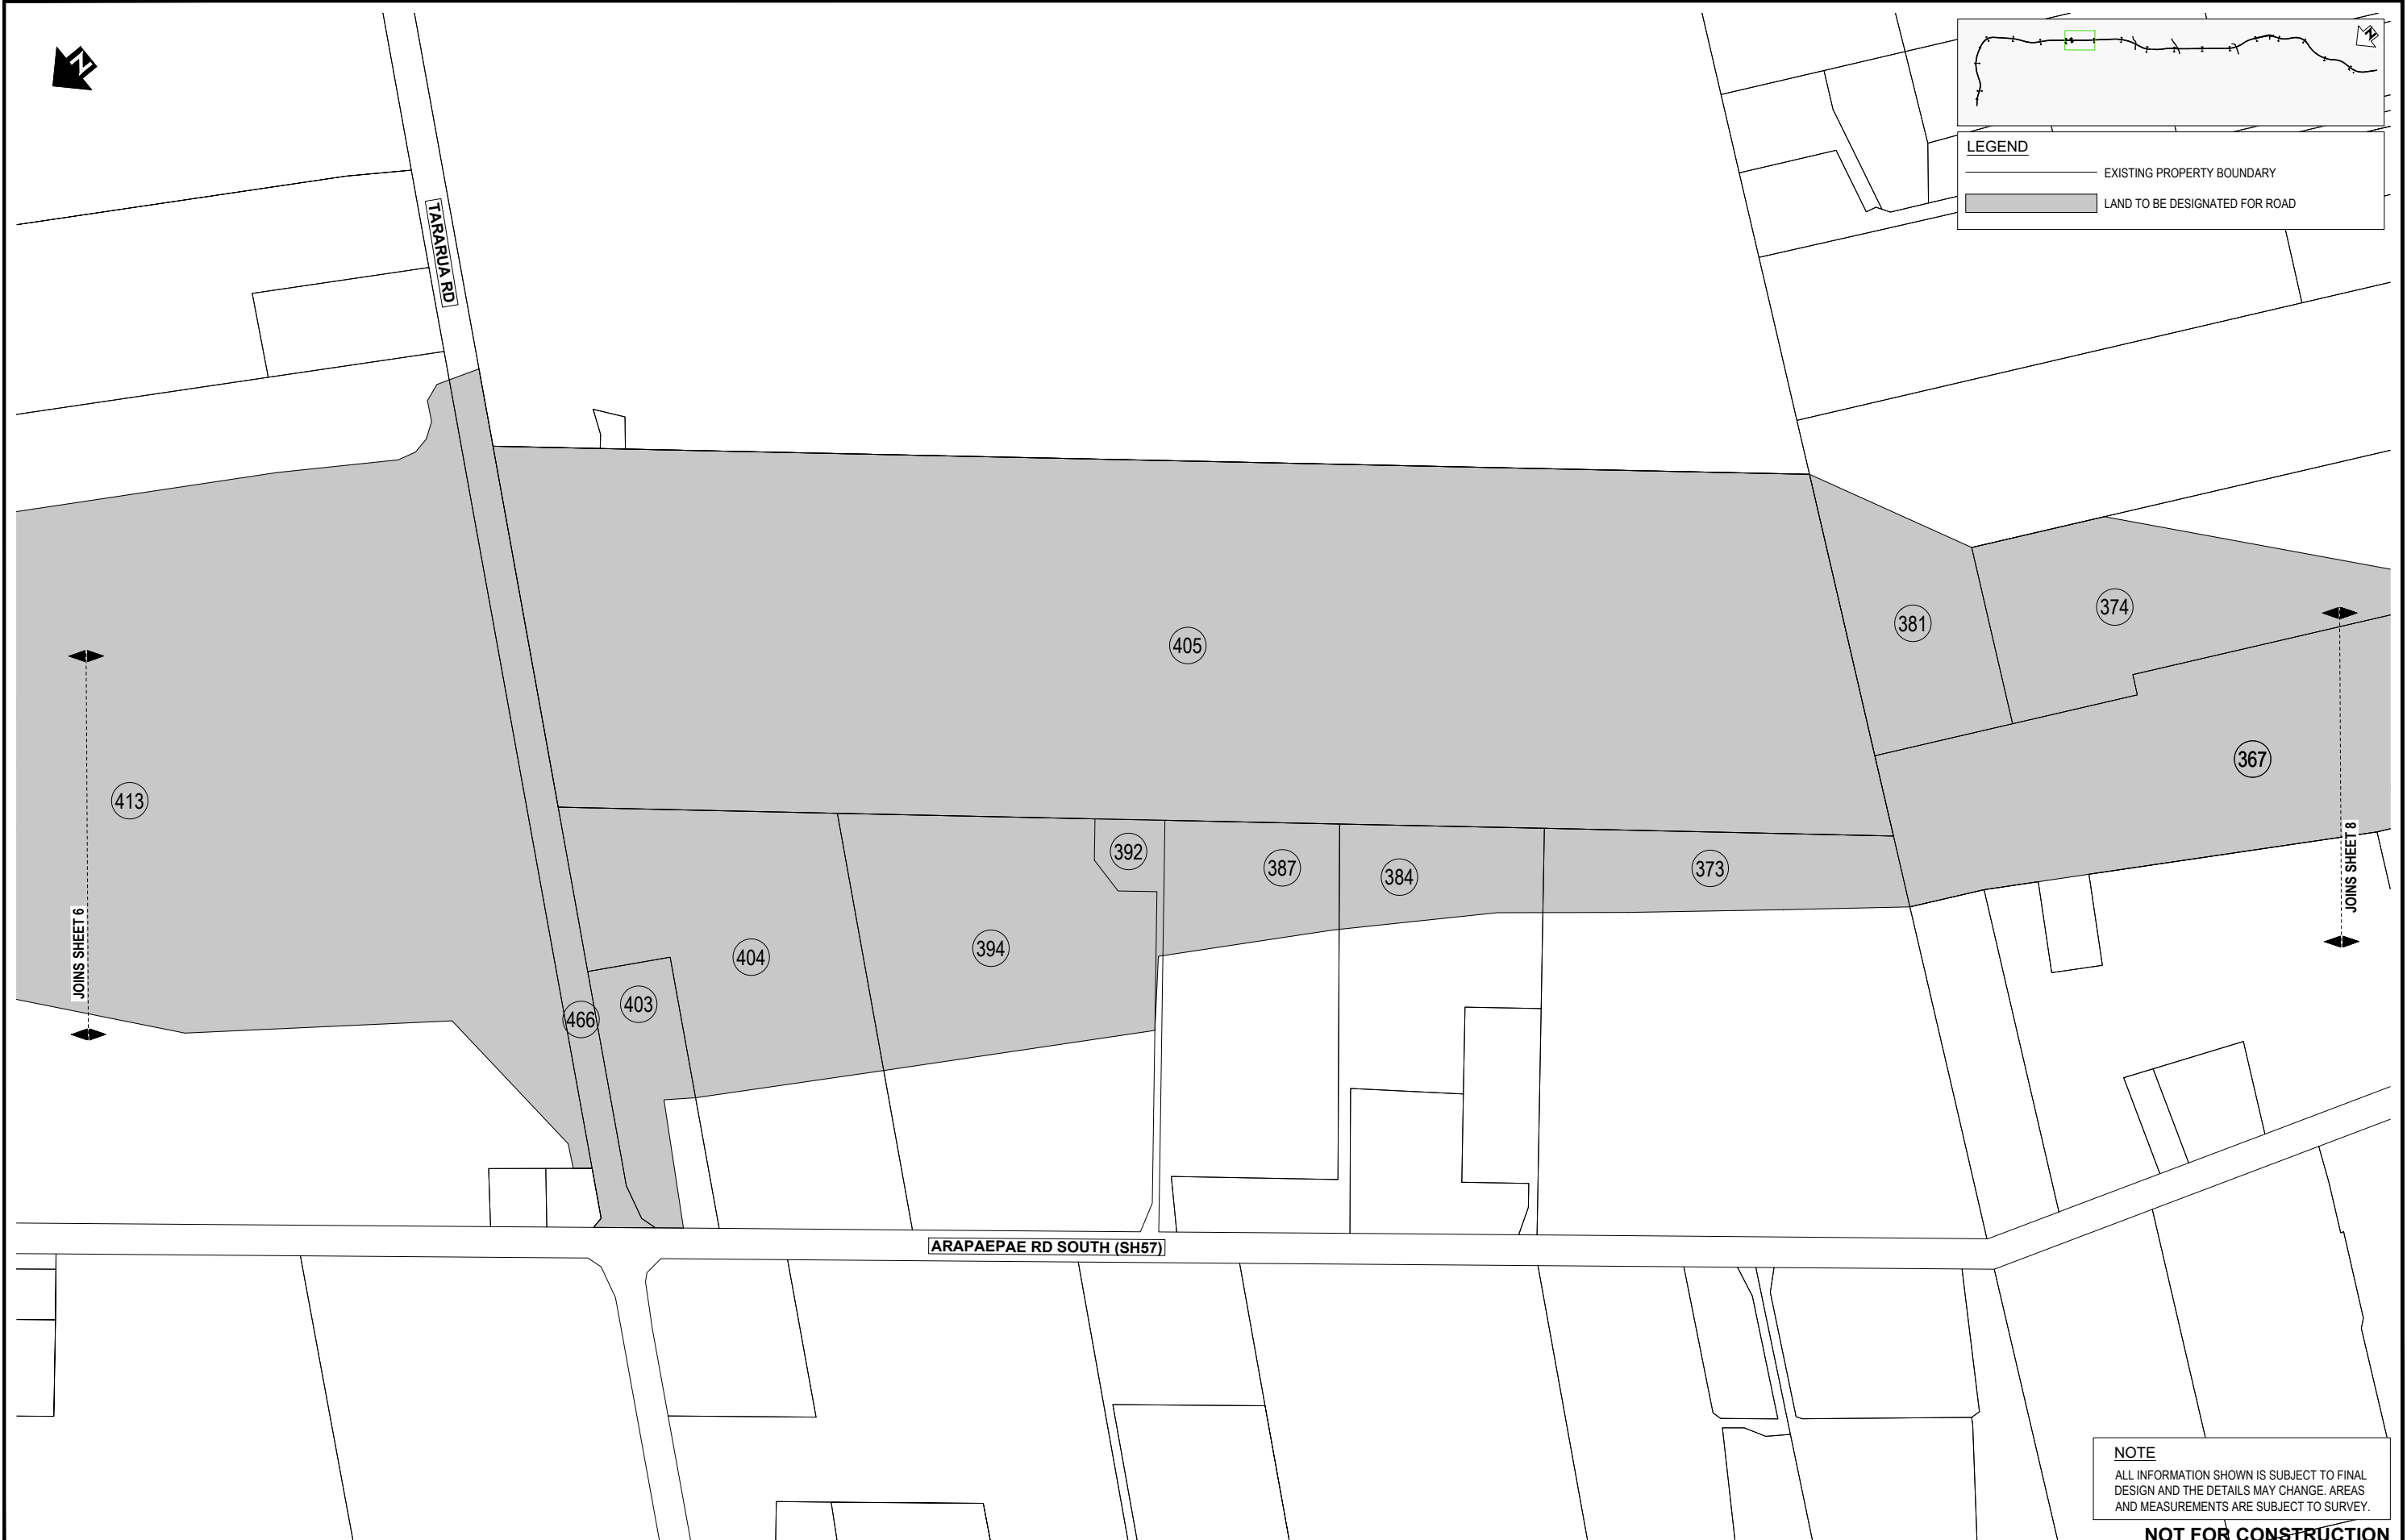 N
N
LEGEND
EXISTING PROPERTY BOUNDARY
LAND TO BE DESIGNATED FOR ROAD
TARARUA RD
405
381
374
367
413
392
387
384
373
404
394
403
466
JOINS SHEET 6
JOINS SHEET 8
ARAPAEPAE RD SOUTH (SH57)
NOTE
ALL INFORMATION SHOWN IS SUBJECT TO FINAL
DESIGN AND THE DETAILS MAY CHANGE. AREAS
AND MEASUREMENTS ARE SUBJECT TO SURVEY.
NOT FOR CONSTRUCTION